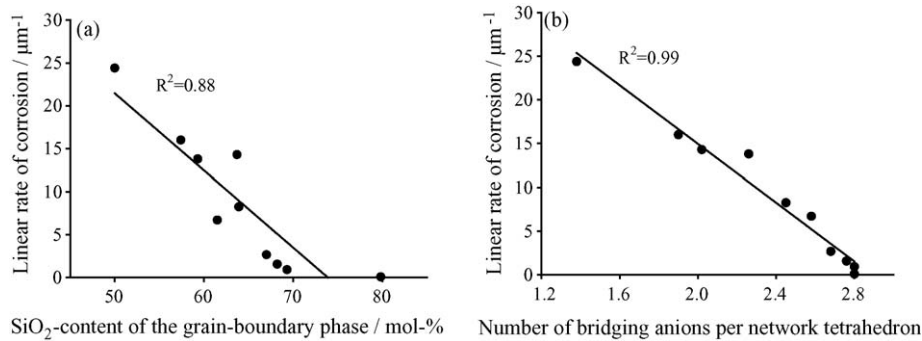 (a)
R²=0.88
30
25
20
15
10
5
0
50
60
70
80
Linear rate of corrosion / μm⁻¹
SiO₂-content of the grain-boundary phase / mol-%
(b)
R²=0.99
30
25
20
15
10
5
0
1.2
1.6
2.0
2.4
2.8
Linear rate of corrosion / μm⁻¹
Number of bridging anions per network tetrahedron